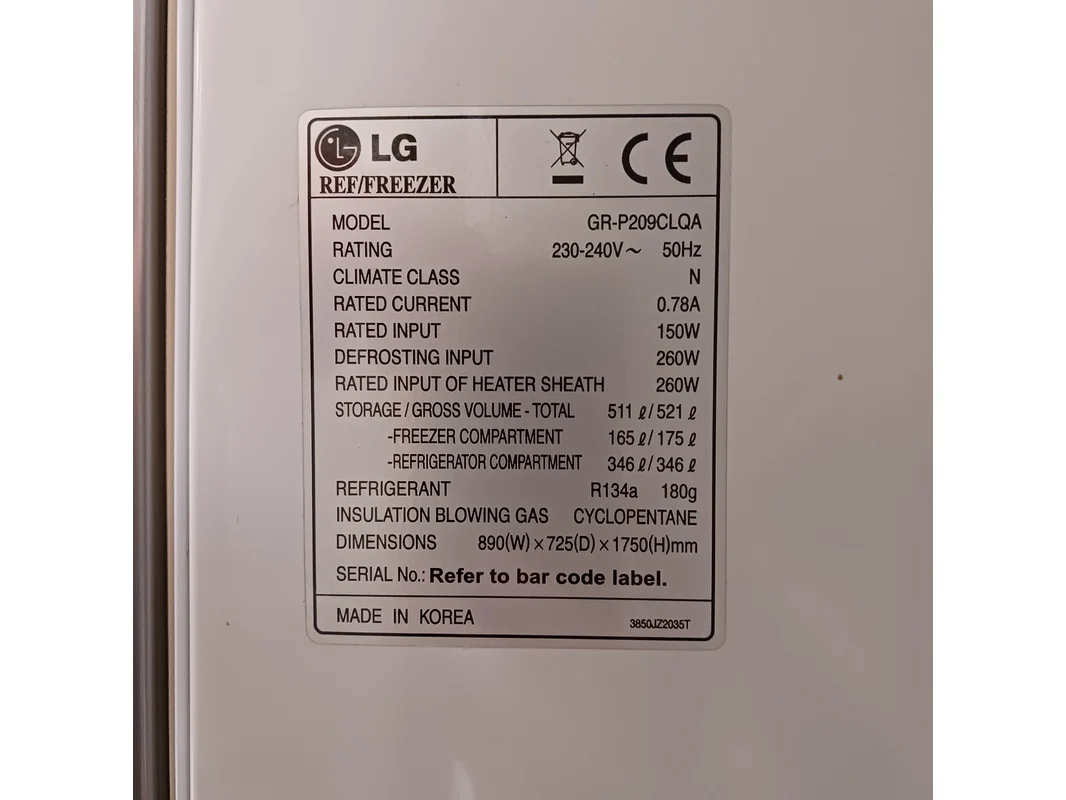 LG
REF/FREEZER
CE
MODEL GR-P209CLQA
RATING 230-240V~ 50Hz
CLIMATE CLASS N
RATED CURRENT 0.78A
RATED INPUT 150W
DEFROSTING INPUT 260W
RATED INPUT OF HEATER SHEATH 260W
STORAGE / GROSS VOLUME - TOTAL 511 ℓ / 521 ℓ
-FREEZER COMPARTMENT 165 ℓ / 175 ℓ
-REFRIGERATOR COMPARTMENT 346 ℓ / 346 ℓ
REFRIGERANT R134a 180g
INSULATION BLOWING GAS CYCLOPENTANE
DIMENSIONS 890(W)×725(D)×1750(H)mm
SERIAL No.: Refer to bar code label.
MADE IN KOREA 3850JZ2035T